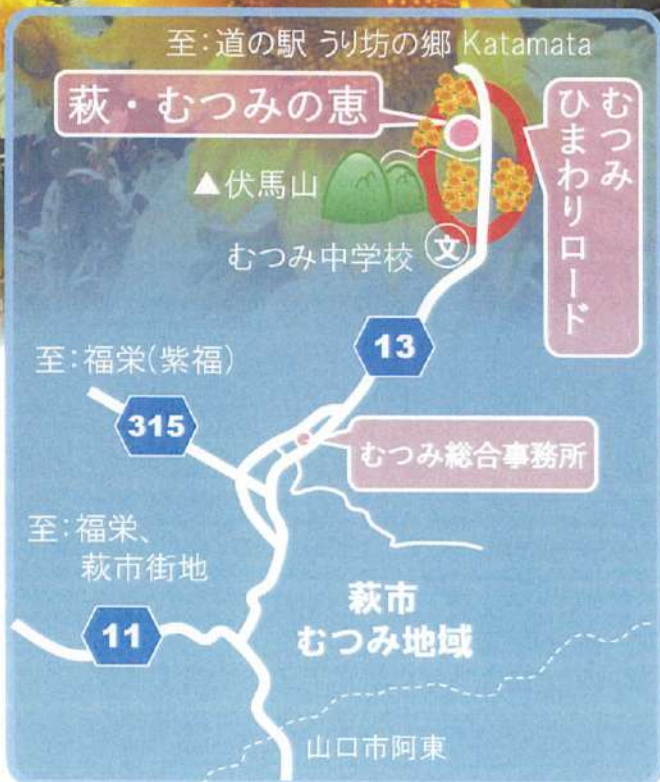 至：道の駅 うり坊の郷 Katamata
萩・むつみの恵
むつみ
ひまわりロード
▲伏馬山
むつみ中学校
文
13
至：福栄(紫福)
315
むつみ総合事務所
至：福栄、
萩市街地
11
萩市
むつみ地域
山口市阿東